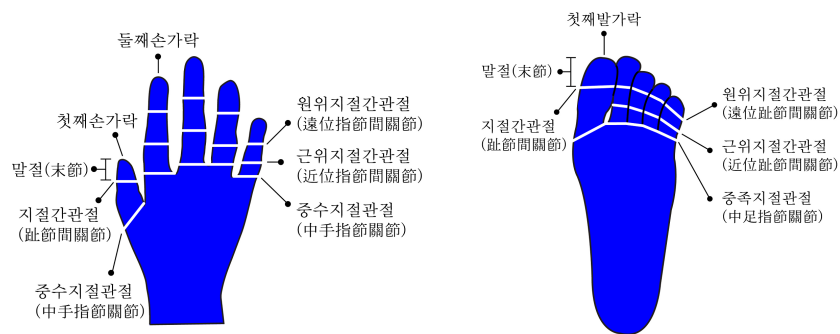 둘째손가락
첫째손가락
말절(末節)
지절간관절
(趾節間關節)
중수지절관절
(中手指節關節)
원위지절간관절
(遠位指節間關節)
근위지절간관절
(近位指節間關節)
중수지절관절
(中手指節關節)
첫째발가락
말절(末節)
지절간관절
(趾節間關節)
원위지절간관절
(遠位趾節間關節)
근위지절간관절
(近位趾節間關節)
중족지절관절
(中足指節關節)